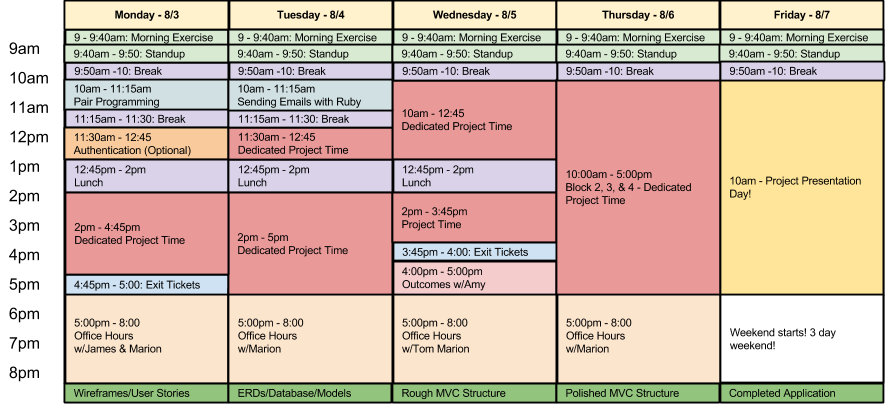 Monday - 8/3
Tuesday - 8/4
Wednesday - 8/5
Thursday - 8/6
Friday - 8/7
9am
10am
11am
12pm
1pm
2pm
3pm
4pm
5pm
6pm
7pm
8pm
9 - 9:40am: Morning Exercise
9:40am - 9:50: Standup
9:50am -10: Break
10am - 11:15am
Pair Programming
11:15am - 11:30: Break
11:30am - 12:45
Authentication (Optional)
12:45pm - 2pm
Lunch
2pm - 4:45pm
Dedicated Project Time
4:45pm - 5:00: Exit Tickets
5:00pm - 8:00
Office Hours
w/James & Marion
Wireframes/User Stories
9 - 9:40am: Morning Exercise
9:40am - 9:50: Standup
9:50am -10: Break
10am - 11:15am
Sending Emails with Ruby
11:15am - 11:30: Break
11:30am - 12:45
Dedicated Project Time
12:45pm - 2pm
Lunch
2pm - 5pm
Dedicated Project Time
5:00pm - 8:00
Office Hours
w/Marion
ERDs/Database/Models
9 - 9:40am: Morning Exercise
9:40am - 9:50: Standup
9:50am -10: Break
10am - 12:45
Dedicated Project Time
12:45pm - 2pm
Lunch
2pm - 3:45pm
Project Time
3:45pm - 4:00: Exit Tickets
4:00pm - 5:00pm
Outcomes w/Amy
5:00pm - 8:00
Office Hours
w/Tom Marion
Rough MVC Structure
9 - 9:40am: Morning Exercise
9:40am - 9:50: Standup
9:50am -10: Break
10:00am - 5:00pm
Block 2, 3, & 4 - Dedicated
Project Time
5:00pm - 8:00
Office Hours
w/Marion
Polished MVC Structure
9 - 9:40am: Morning Exercise
9:40am - 9:50: Standup
9:50am -10: Break
10am - Project Presentation
Day!
Weekend starts! 3 day
weekend!
Completed Application